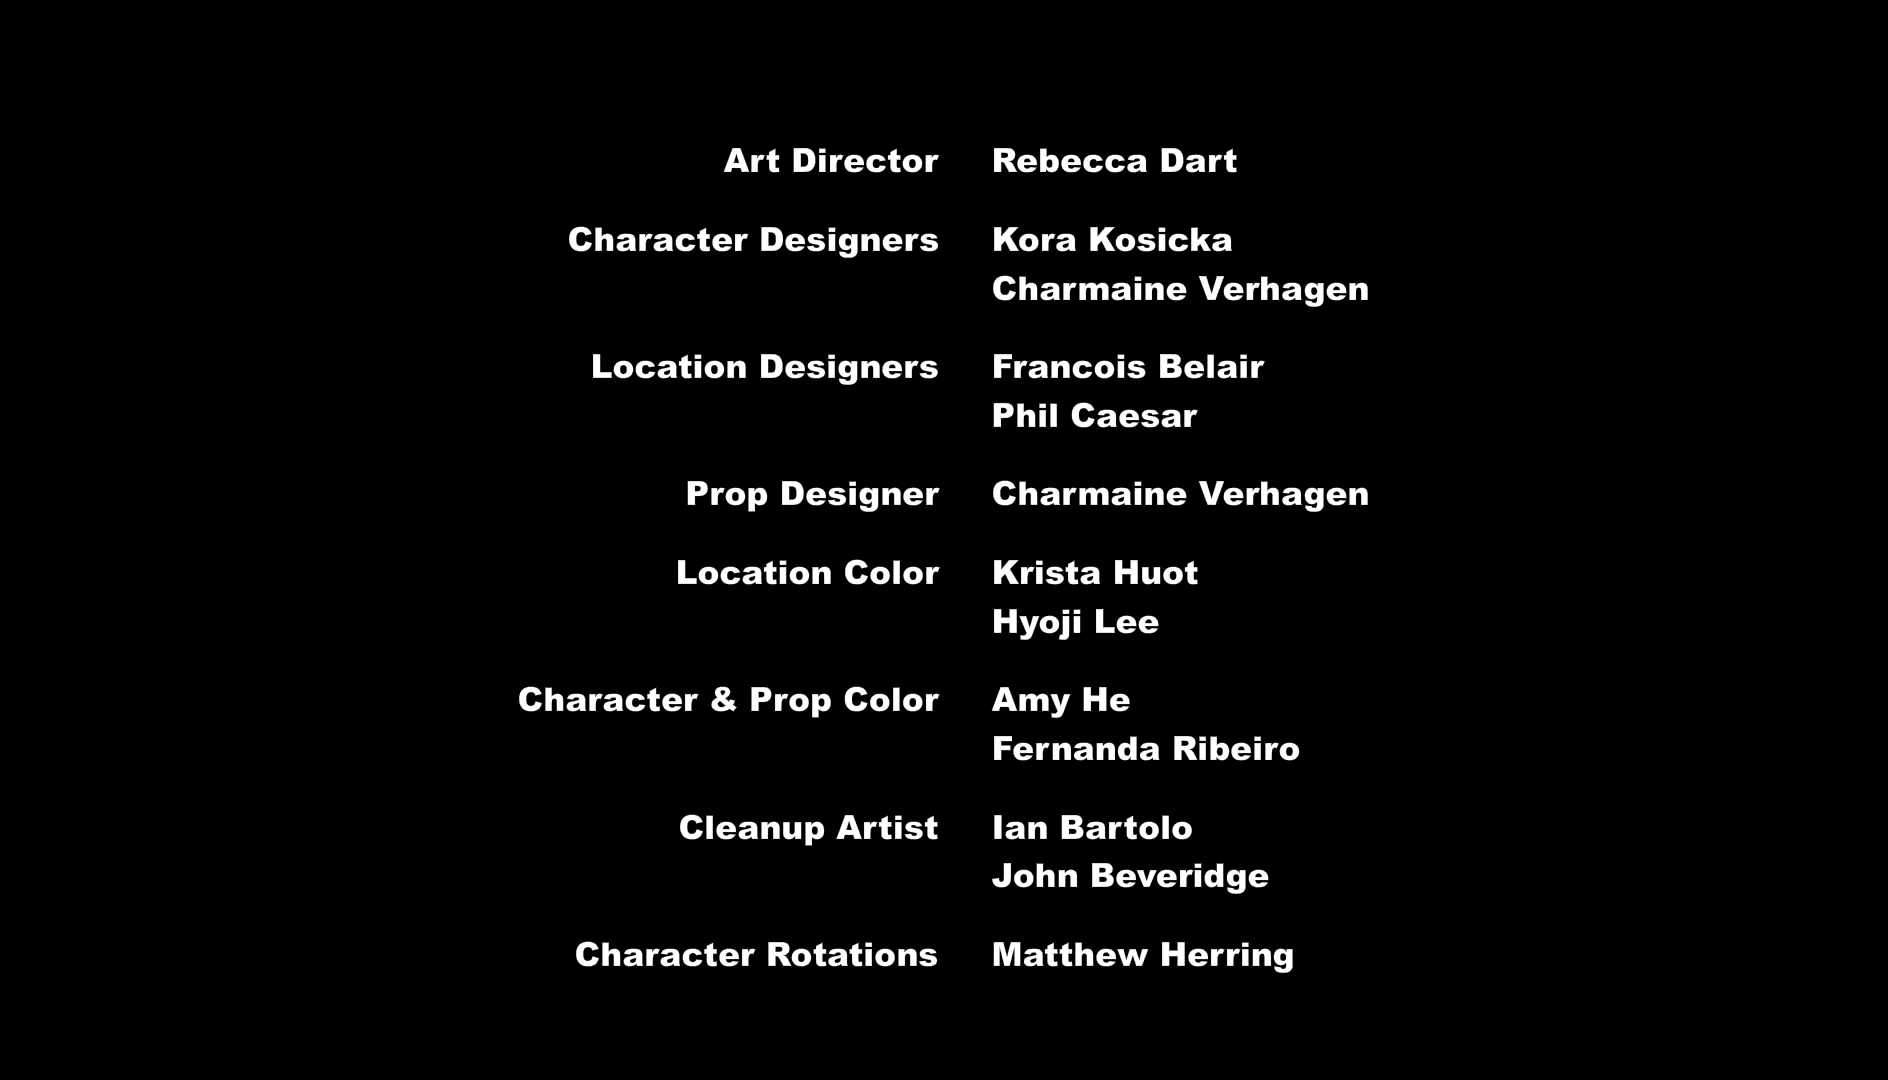 Art Director Rebecca Dart
Character Designers Kora Kosicka
Charmaine Verhagen
Location Designers Francois Belair
Phil Caesar
Prop Designer Charmaine Verhagen
Location Color Krista Huot
Hyoji Lee
Character & Prop Color Amy He
Fernanda Ribeiro
Cleanup Artist Ian Bartolo
John Beveridge
Character Rotations Matthew Herring